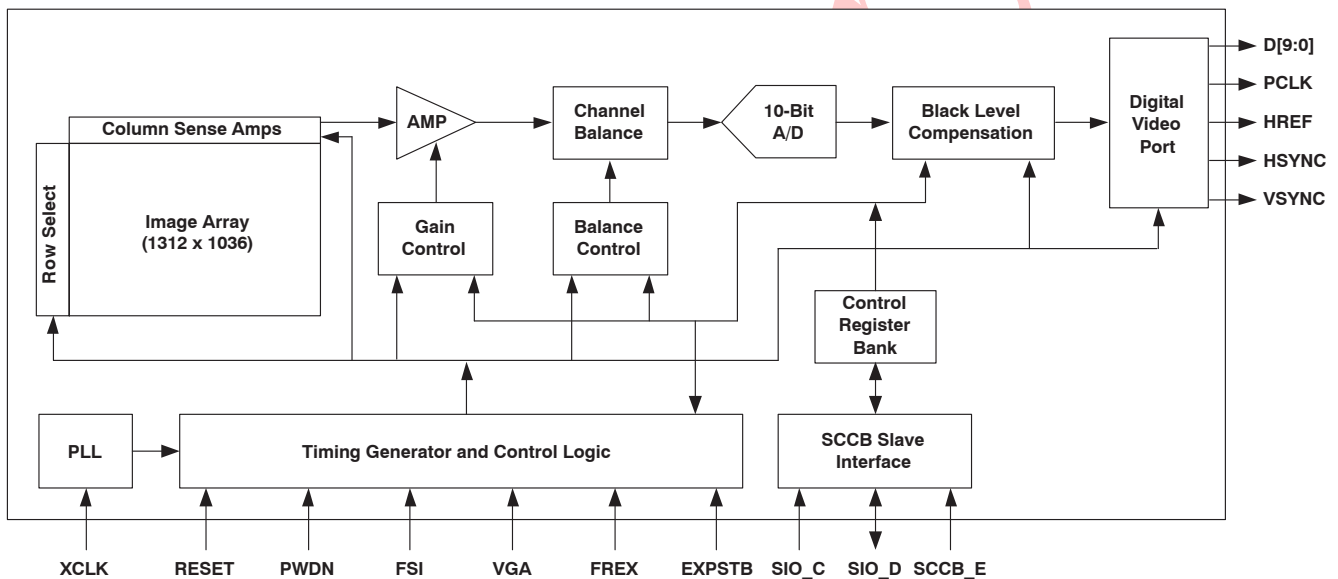 D[9:0]
PCLK
HREF
HSYNC
VSYNC
Column Sense Amps
Row Select
Image Array
(1312 x 1036)
AMP
Channel
Balance
10-Bit
A/D
Black Level
Compensation
Digital
Video
Port
Gain
Control
Balance
Control
Control
Register
Bank
PLL
Timing Generator and Control Logic
SCCB Slave
Interface
XCLK
RESET
PWDN
FSI
VGA
FREX
EXPSTB
SIO_C
SIO_D
SCCB_E